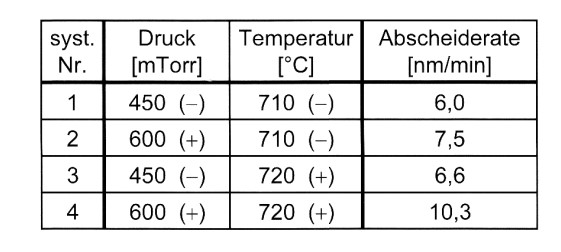 syst. Nr. Druck [mTorr] Temperatur [°C] Abscheiderate [nm/min]
1 450 (–) 710 (–) 6,0
2 600 (+) 710 (–) 7,5
3 450 (–) 720 (+) 6,6
4 600 (+) 720 (+) 10,3